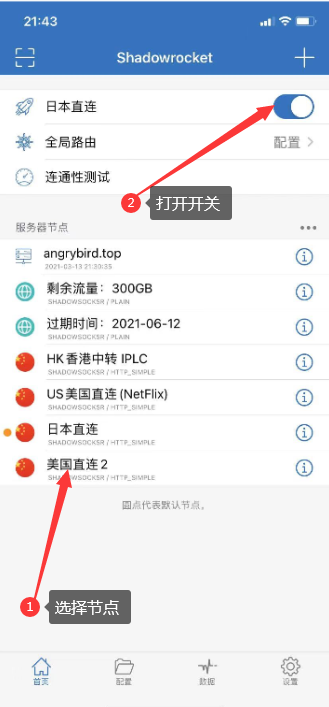 21:43
Shadowrocket
日本直连
全局路由
配置
连通性测试
2 打开开关
服务器节点
angrybird.top
2021-03-13 21:30:35
剩余流量：300GB
SHADOWSOCKSR / PLAIN
过期时间：2021-06-12
SHADOWSOCKSR / PLAIN
HK香港中转 IPLC
SHADOWSOCKSR / HTTP_SIMPLE
US美国直连(NetFlix)
SHADOWSOCKSR / HTTP_SIMPLE
日本直连
SHADOWSOCKSR / HTTP_SIMPLE
美国直连2
SHADOWSOCKSR / HTTP_SIMPLE
圆点代表默认节点。
1 选择节点
首页
配置
数据
设置